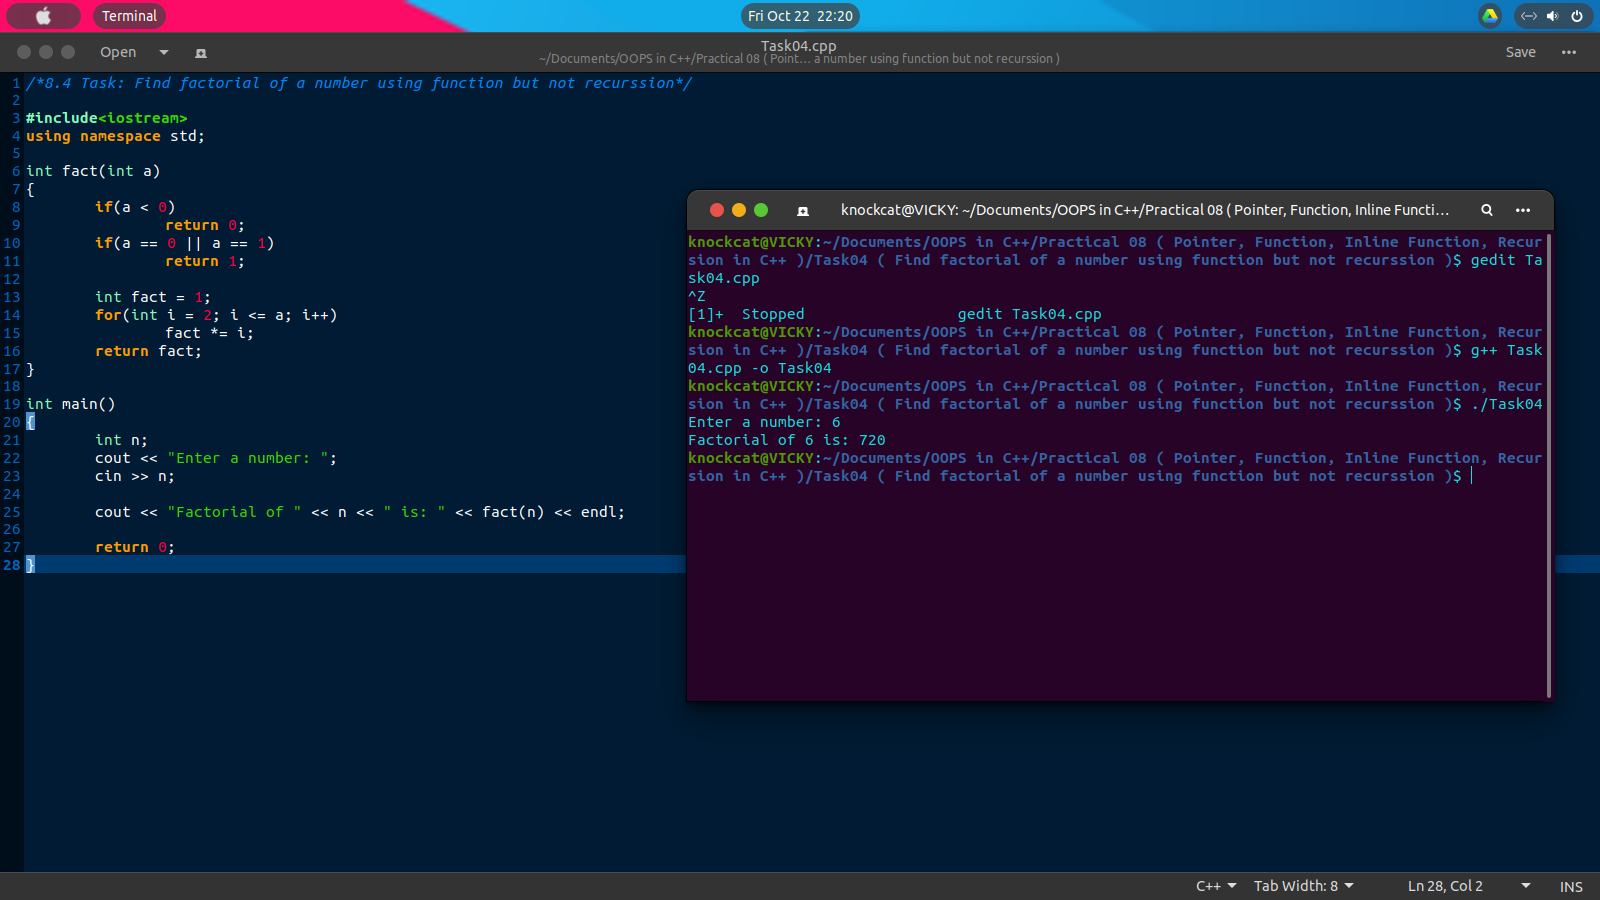 Terminal
Fri Oct 22 22:20
Open
Task04.cpp
~/Documents/OOPS in C++/Practical 08 ( Point... a number using function but not recurssion )
Save
1 /*8.4 Task: Find factorial of a number using function but not recurssion*/
2
3 #include<iostream>
4 using namespace std;
5
6 int fact(int a)
7 {
8 if(a < 0)
9 return 0;
10 if(a == 0 || a == 1)
11 return 1;
12
13 int fact = 1;
14 for(int i = 2; i <= a; i++)
15 fact *= i;
16 return fact;
17 }
18
19 int main()
20 {
21 int n;
22 cout << "Enter a number: ";
23 cin >> n;
24
25 cout << "Factorial of " << n << " is: " << fact(n) << endl;
26
27 return 0;
28 }
knockcat@VICKY: ~/Documents/OOPS in C++/Practical 08 ( Pointer, Function, Inline Functi...
knockcat@VICKY:~/Documents/OOPS in C++/Practical 08 ( Pointer, Function, Inline Function, Recur
sion in C++ )/Task04 ( Find factorial of a number using function but not recurssion )$ gedit Ta
sk04.cpp
^Z
[1]+ Stopped gedit Task04.cpp
knockcat@VICKY:~/Documents/OOPS in C++/Practical 08 ( Pointer, Function, Inline Function, Recur
sion in C++ )/Task04 ( Find factorial of a number using function but not recurssion )$ g++ Task
04.cpp -o Task04
knockcat@VICKY:~/Documents/OOPS in C++/Practical 08 ( Pointer, Function, Inline Function, Recur
sion in C++ )/Task04 ( Find factorial of a number using function but not recurssion )$ ./Task04
Enter a number: 6
Factorial of 6 is: 720
knockcat@VICKY:~/Documents/OOPS in C++/Practical 08 ( Pointer, Function, Inline Function, Recur
sion in C++ )/Task04 ( Find factorial of a number using function but not recurssion )$
C++
Tab Width: 8
Ln 28, Col 2
INS